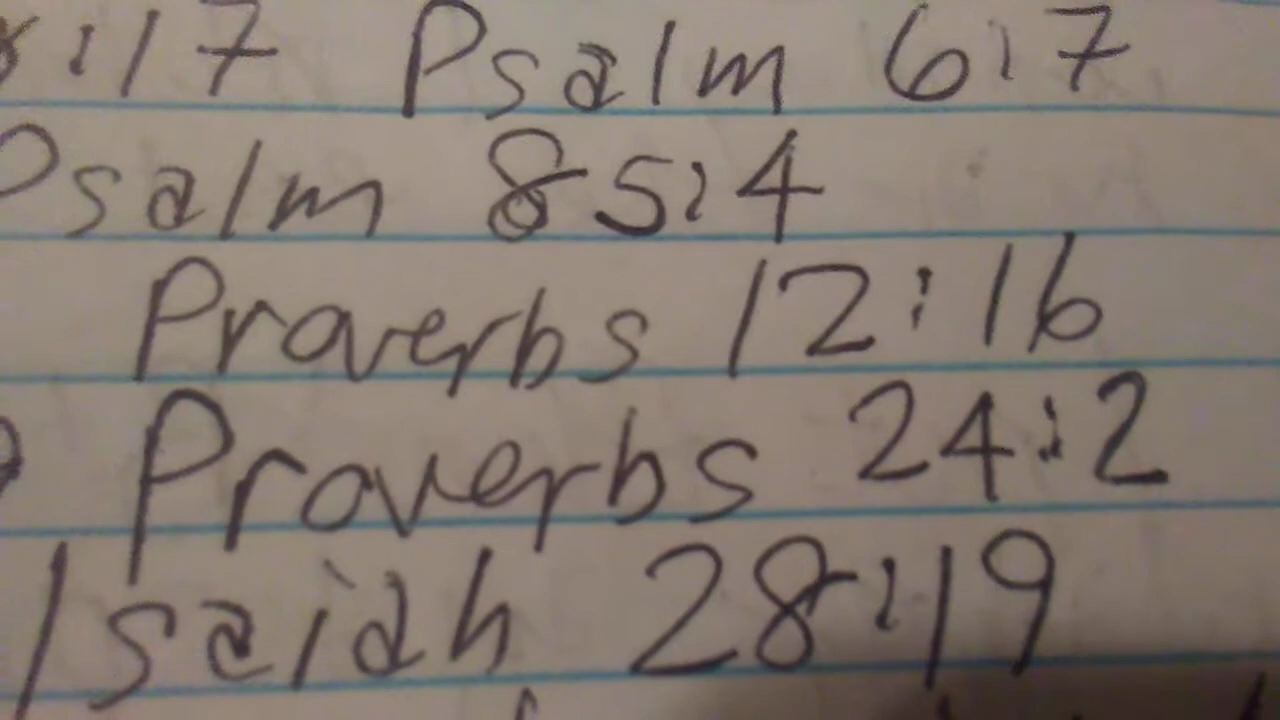 :17 Psalm 6:7
Psalm 85:4
Proverbs 12:16
Proverbs 24:2
Isaiah 28:19